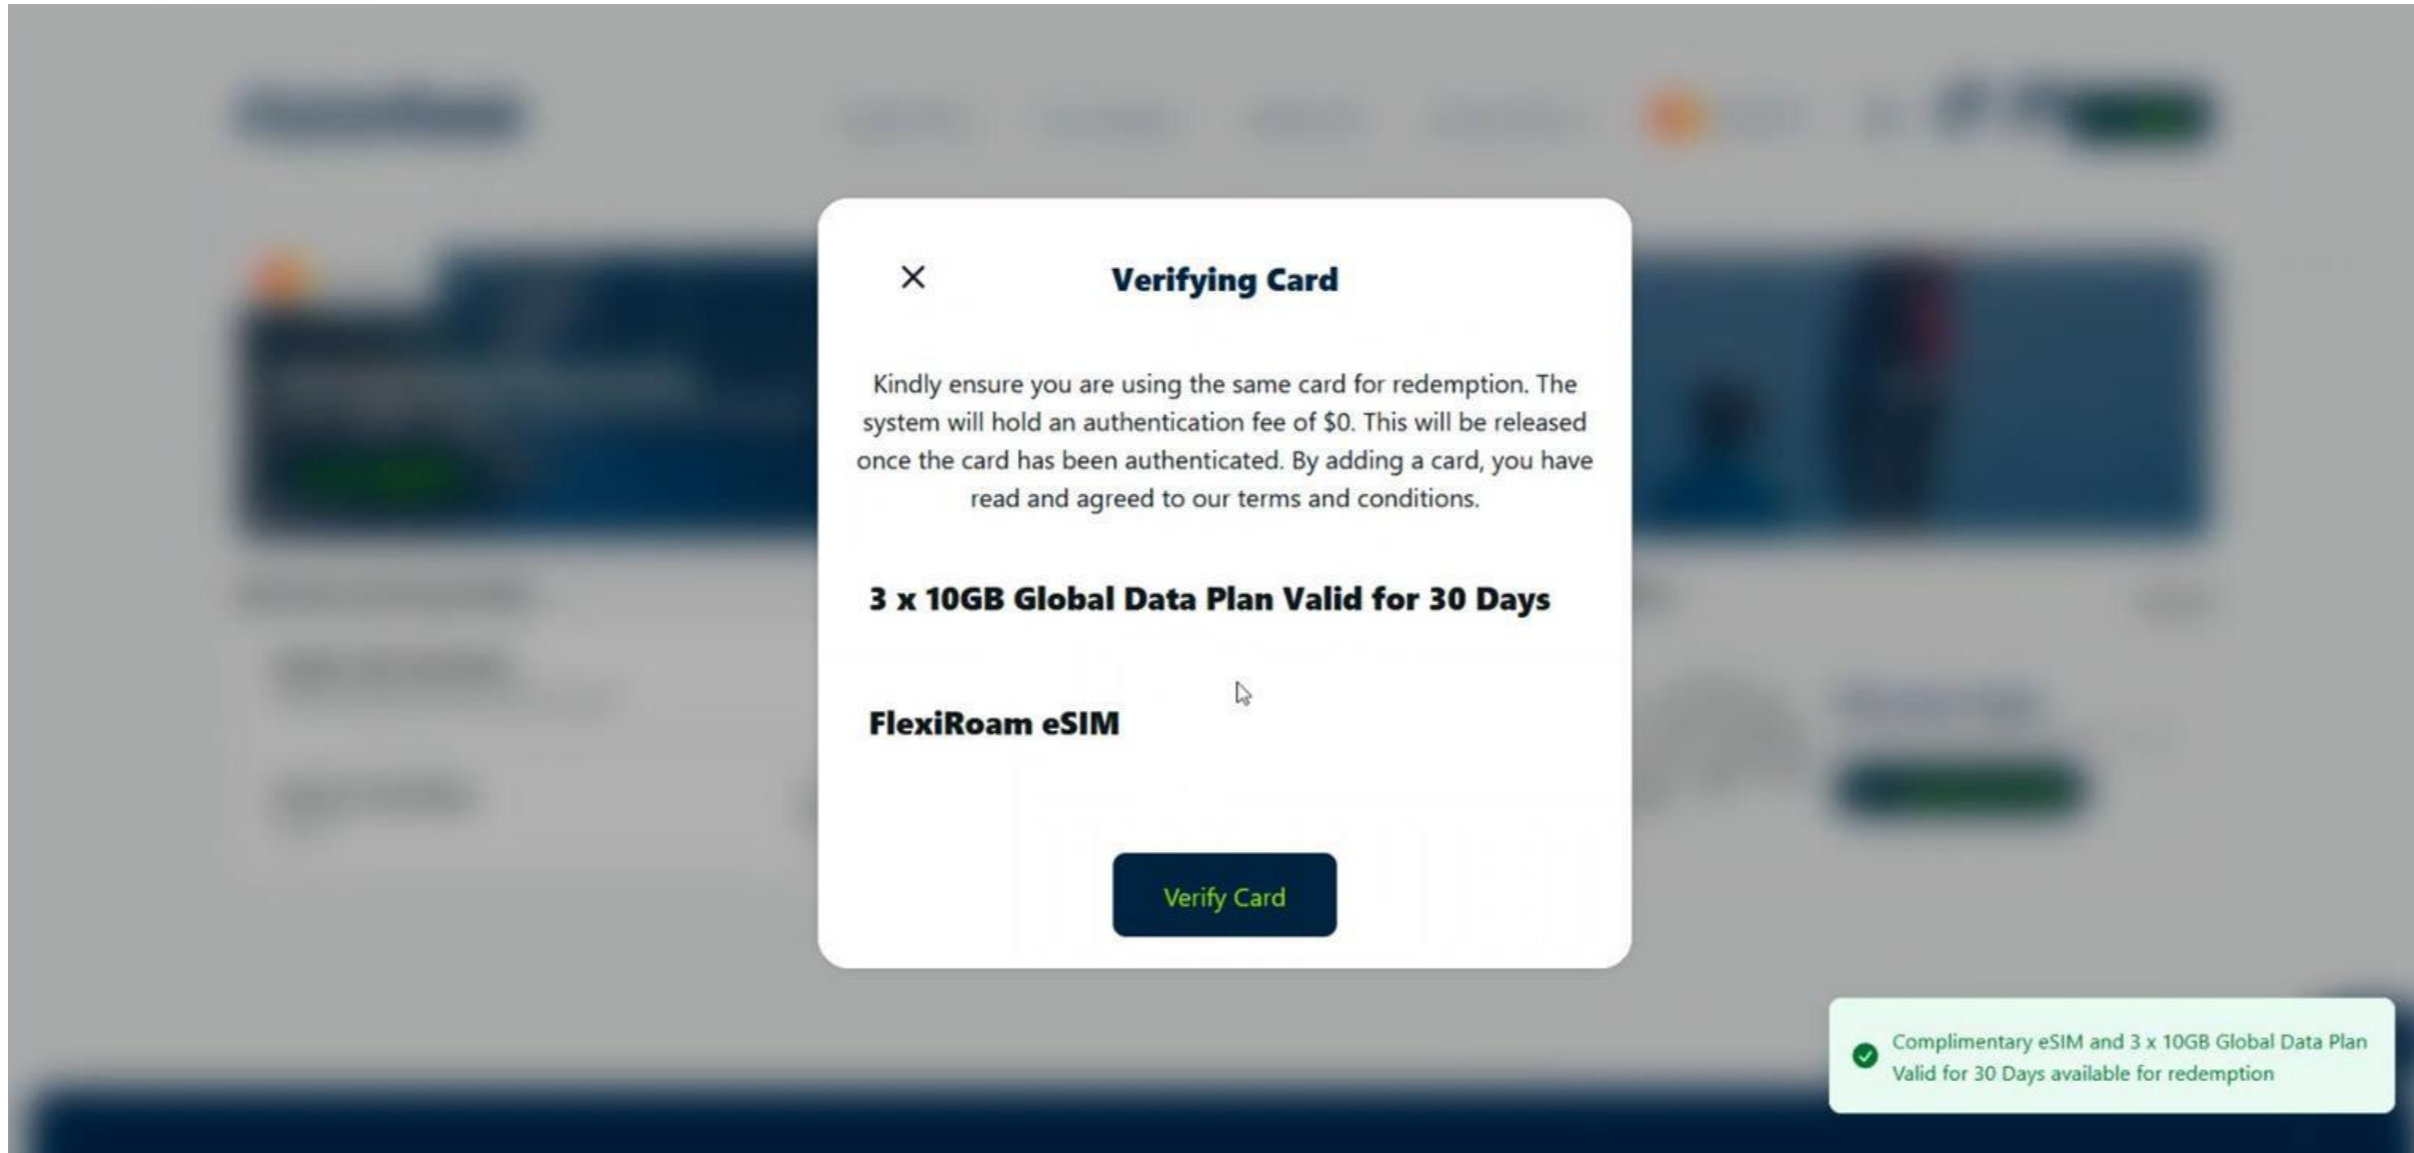 Verifying Card
Kindly ensure you are using the same card for redemption. The
system will hold an authentication fee of $0. This will be released
once the card has been authenticated. By adding a card, you have
read and agreed to our terms and conditions.
3 x 10GB Global Data Plan Valid for 30 Days
FlexiRoam eSIM
Verify Card
Complimentary eSIM and 3 x 10GB Global Data Plan
Valid for 30 Days available for redemption